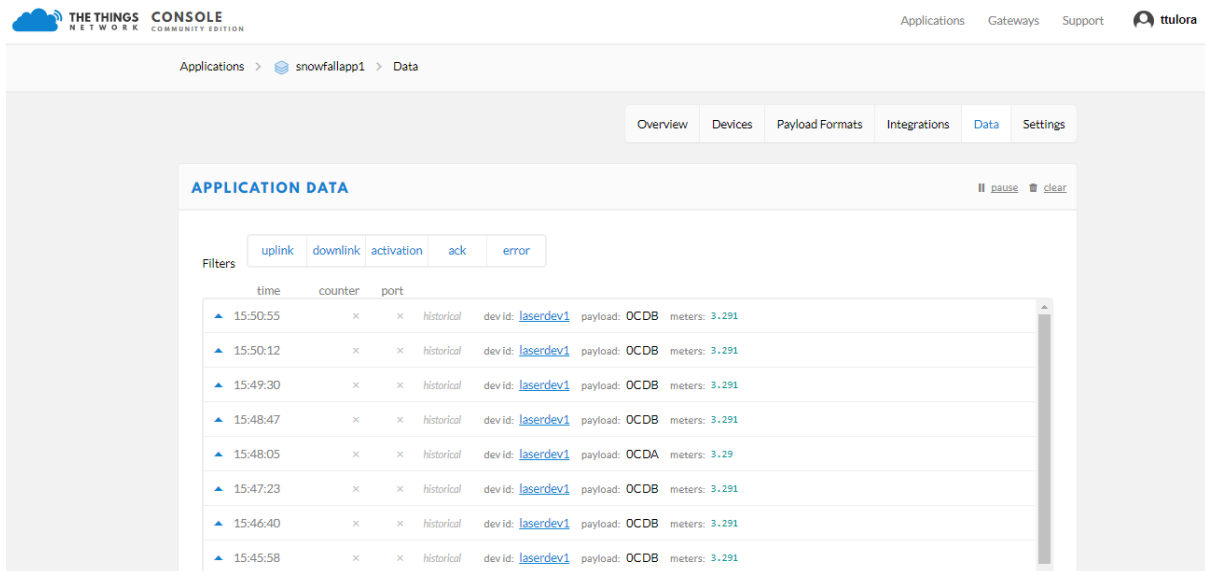 THE THINGS NETWORK CONSOLE COMMUNITY EDITION Applications Gateways Support ttulora
Applications > snowfallapp1 > Data
Overview Devices Payload Formats Integrations Data Settings
APPLICATION DATA pause clear
Filters uplink downlink activation ack error
time counter port
15:50:55 × × historical dev id: laserdev1 payload: 0CDB meters: 3.291
15:50:12 × × historical dev id: laserdev1 payload: 0CDB meters: 3.291
15:49:30 × × historical dev id: laserdev1 payload: 0CDB meters: 3.291
15:48:47 × × historical dev id: laserdev1 payload: 0CDB meters: 3.291
15:48:05 × × historical dev id: laserdev1 payload: 0CDA meters: 3.29
15:47:23 × × historical dev id: laserdev1 payload: 0CDB meters: 3.291
15:46:40 × × historical dev id: laserdev1 payload: 0CDB meters: 3.291
15:45:58 × × historical dev id: laserdev1 payload: 0CDB meters: 3.291